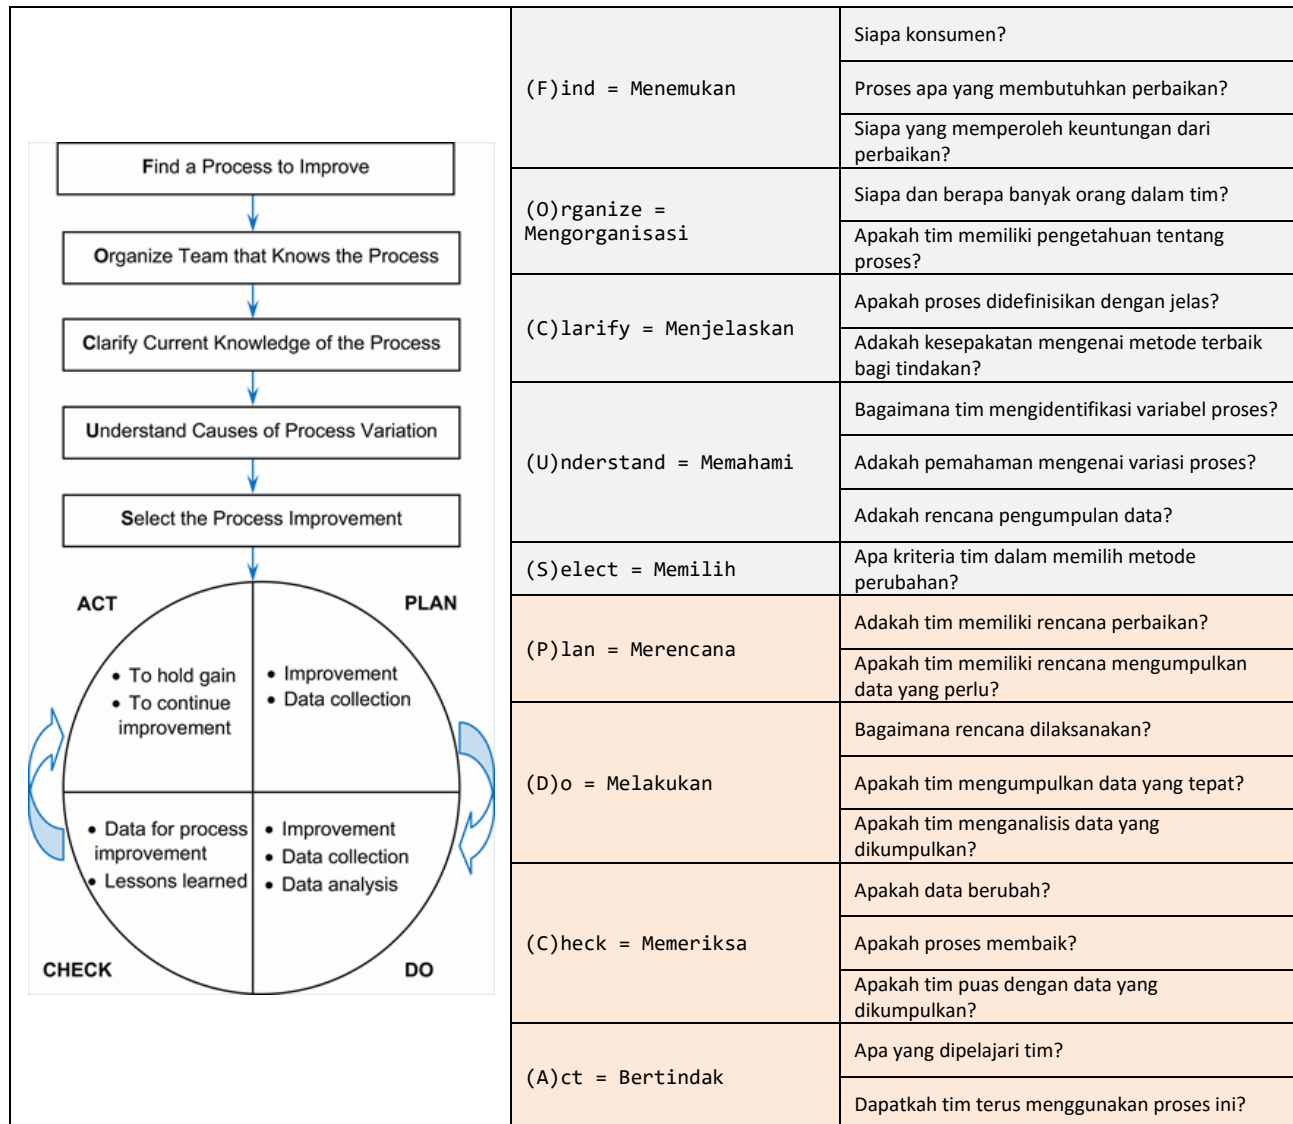 Find a Process to Improve
Organize Team that Knows the Process
Clarify Current Knowledge of the Process
Understand Causes of Process Variation
Select the Process Improvement
ACT
PLAN
• To hold gain
• To continue
improvement
• Improvement
• Data collection
• Data for process
improvement
• Lessons learned
• Improvement
• Data collection
• Data analysis
CHECK
DO
(F)ind = Menemukan
Siapa konsumen?
Proses apa yang membutuhkan perbaikan?
Siapa yang memperoleh keuntungan dari
perbaikan?
(O)rganize =
Mengorganisasi
Siapa dan berapa banyak orang dalam tim?
Apakah tim memiliki pengetahuan tentang
proses?
(C)larify = Menjelaskan
Apakah proses didefinisikan dengan jelas?
Adakah kesepakatan mengenai metode terbaik
bagi tindakan?
(U)nderstand = Memahami
Bagaimana tim mengidentifikasi variabel proses?
Adakah pemahaman mengenai variasi proses?
Adakah rencana pengumpulan data?
(S)elect = Memilih
Apa kriteria tim dalam memilih metode
perubahan?
(P)lan = Merencana
Adakah tim memiliki rencana perbaikan?
Apakah tim memiliki rencana mengumpulkan
data yang perlu?
(D)o = Melakukan
Bagaimana rencana dilaksanakan?
Apakah tim mengumpulkan data yang tepat?
Apakah tim menganalisis data yang
dikumpulkan?
(C)heck = Memeriksa
Apakah data berubah?
Apakah proses membaik?
Apakah tim puas dengan data yang
dikumpulkan?
(A)ct = Bertindak
Apa yang dipelajari tim?
Dapatkah tim terus menggunakan proses ini?